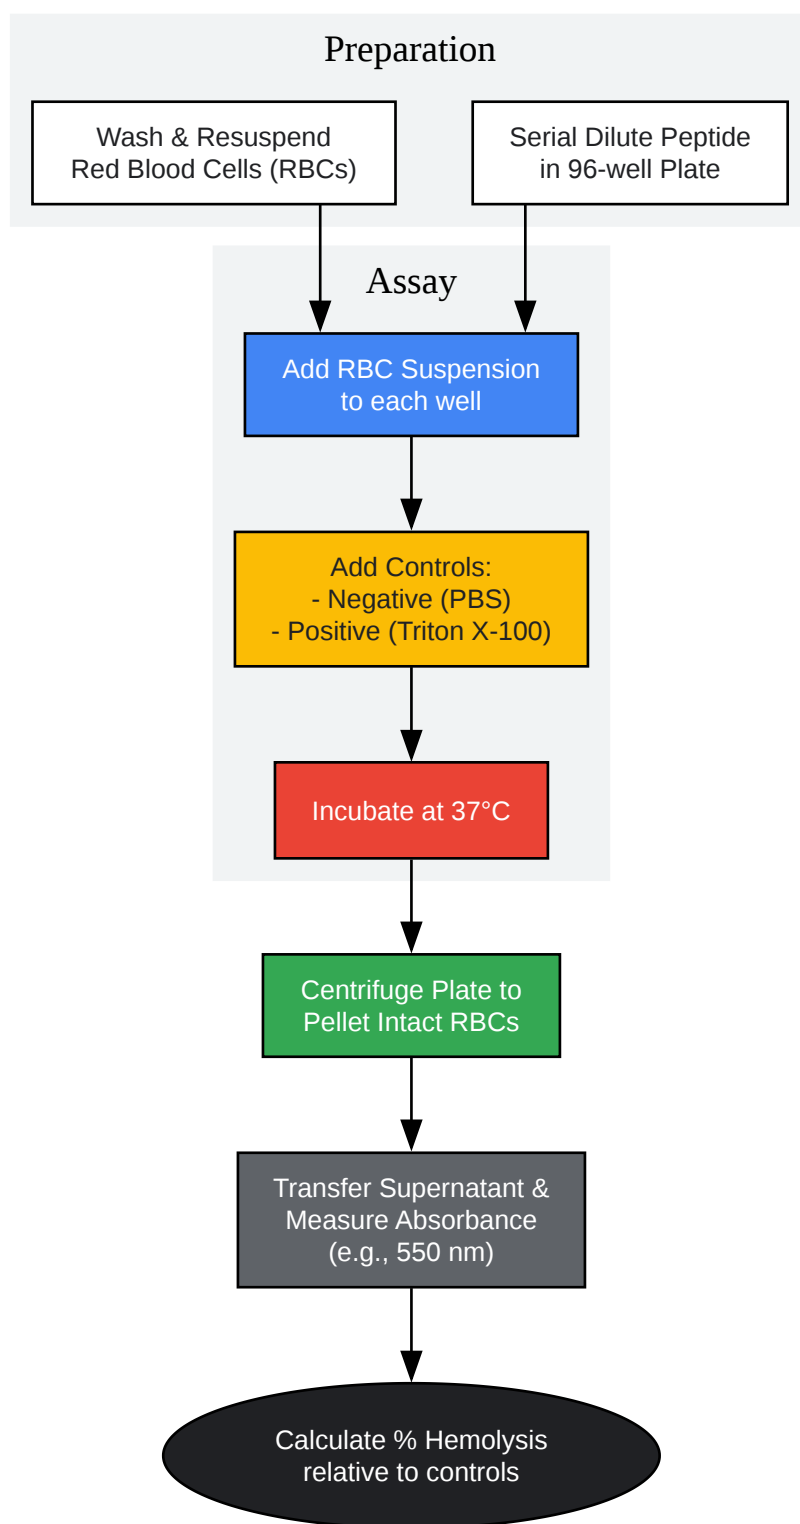 Preparation
Wash & Resuspend
Red Blood Cells (RBCs)
Serial Dilute Peptide
in 96-well Plate
Assay
Add RBC Suspension
to each well
Add Controls:
- Negative (PBS)
- Positive (Triton X-100)
Incubate at 37°C
Centrifuge Plate to
Pellet Intact RBCs
Transfer Supernatant &
Measure Absorbance
(e.g., 550 nm)
Calculate % Hemolysis
relative to controls